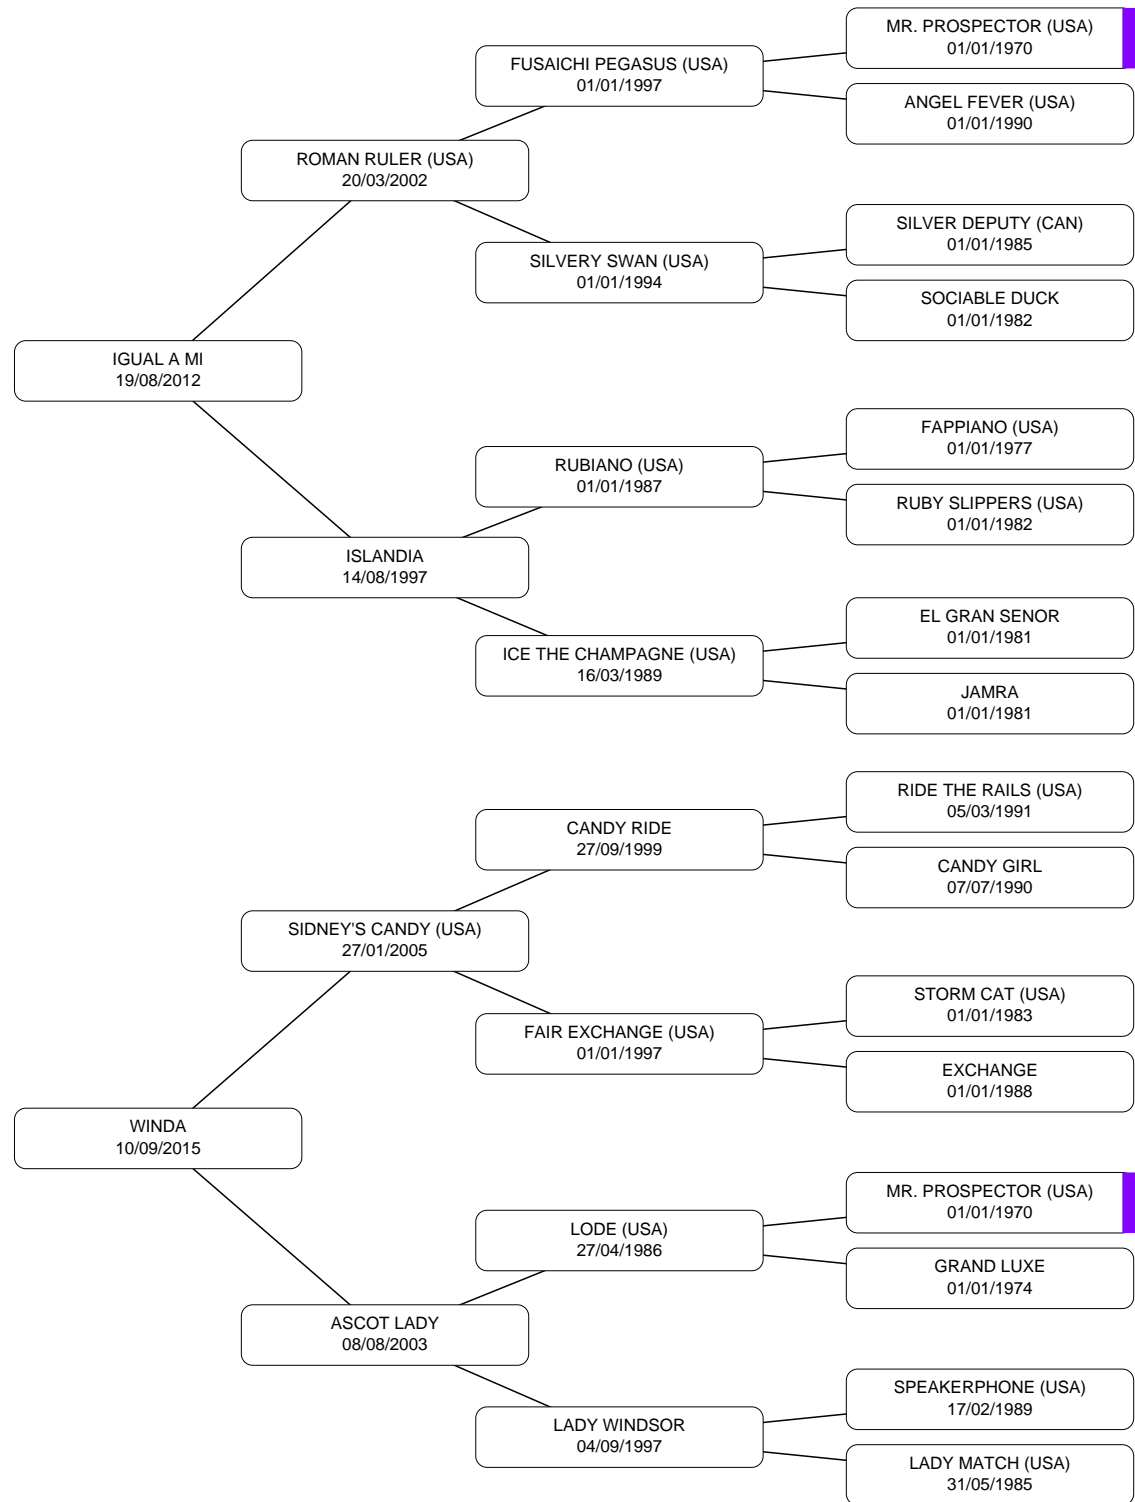 MR. PROSPECTOR (USA)
01/01/1970
FUSAICHI PEGASUS (USA)
01/01/1997
ANGEL FEVER (USA)
01/01/1990
ROMAN RULER (USA)
20/03/2002
SILVER DEPUTY (CAN)
01/01/1985
SILVERY SWAN (USA)
01/01/1994
SOCIABLE DUCK
01/01/1982
IGUAL A MI
19/08/2012
FAPPIANO (USA)
01/01/1977
RUBIANO (USA)
01/01/1987
RUBY SLIPPERS (USA)
01/01/1982
ISLANDIA
14/08/1997
EL GRAN SENOR
01/01/1981
ICE THE CHAMPAGNE (USA)
16/03/1989
JAMRA
01/01/1981
RIDE THE RAILS (USA)
05/03/1991
CANDY RIDE
27/09/1999
CANDY GIRL
07/07/1990
SIDNEY'S CANDY (USA)
27/01/2005
STORM CAT (USA)
01/01/1983
FAIR EXCHANGE (USA)
01/01/1997
EXCHANGE
01/01/1988
WINDA
10/09/2015
MR. PROSPECTOR (USA)
01/01/1970
LODE (USA)
27/04/1986
GRAND LUXE
01/01/1974
ASCOT LADY
08/08/2003
SPEAKERPHONE (USA)
17/02/1989
LADY WINDSOR
04/09/1997
LADY MATCH (USA)
31/05/1985